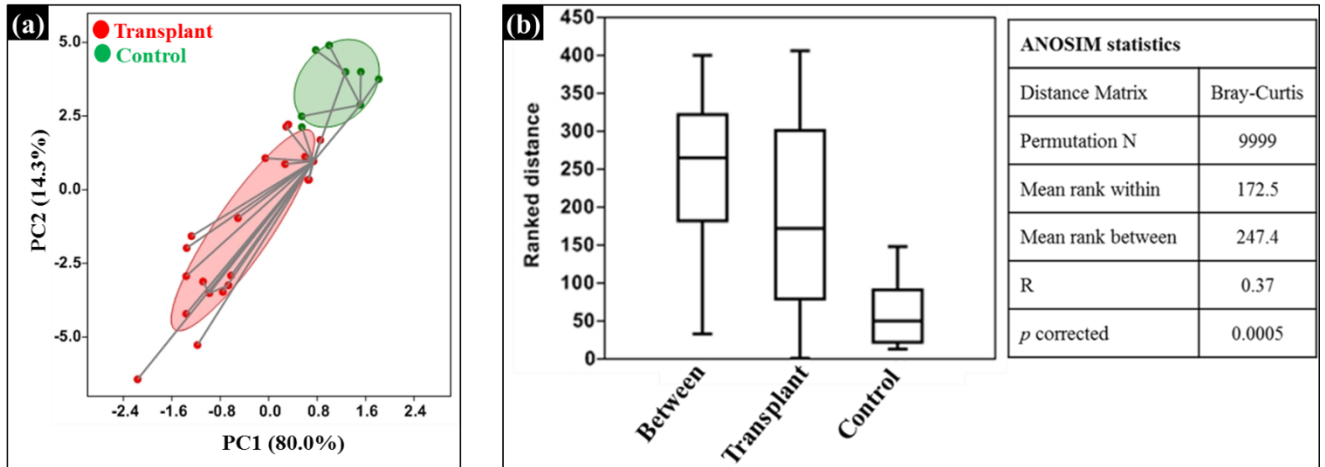 (a)
Transplant
Control
5.0
2.5
0.0
-2.5
-5.0
PC2 (14.3%)
-2.4 -1.6 -0.8 0.0 0.8 1.6 2.4
PC1 (80.0%)
(b)
450
400
350
300
250
200
150
100
50
0
Ranked distance
Between Transplant Control
ANOSIM statistics
Distance Matrix Bray-Curtis
Permutation N 9999
Mean rank within 172.5
Mean rank between 247.4
R 0.37
p corrected 0.0005